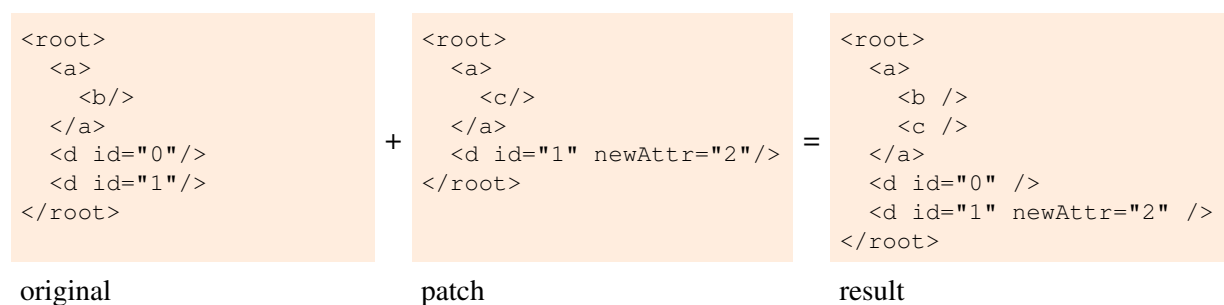 <root>
  <a>
    <b/>
  </a>
  <d id="0"/>
  <d id="1"/>
</root>
original
+
<root>
  <a>
    <c/>
  </a>
  <d id="1" newAttr="2"/>
</root>
patch
=
<root>
  <a>
    <b />
    <c />
  </a>
  <d id="0" />
  <d id="1" newAttr="2" />
</root>
result